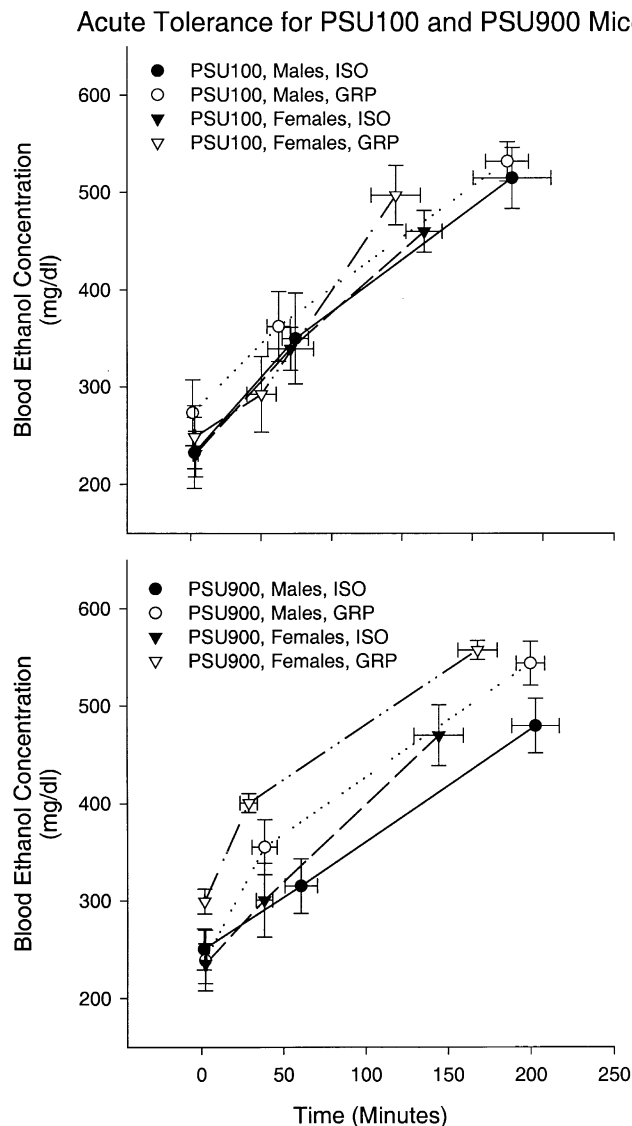 Acute Tolerance for PSU100 and PSU900 Mic
PSU100, Males, ISO
PSU100, Males, GRP
PSU100, Females, ISO
PSU100, Females, GRP
600
500
400
300
200
Blood Ethanol Concentration
(mg/dl)
PSU900, Males, ISO
PSU900, Males, GRP
PSU900, Females, ISO
PSU900, Females, GRP
600
500
400
300
200
Blood Ethanol Concentration
(mg/dl)
0 50 100 150 200 250
Time (Minutes)